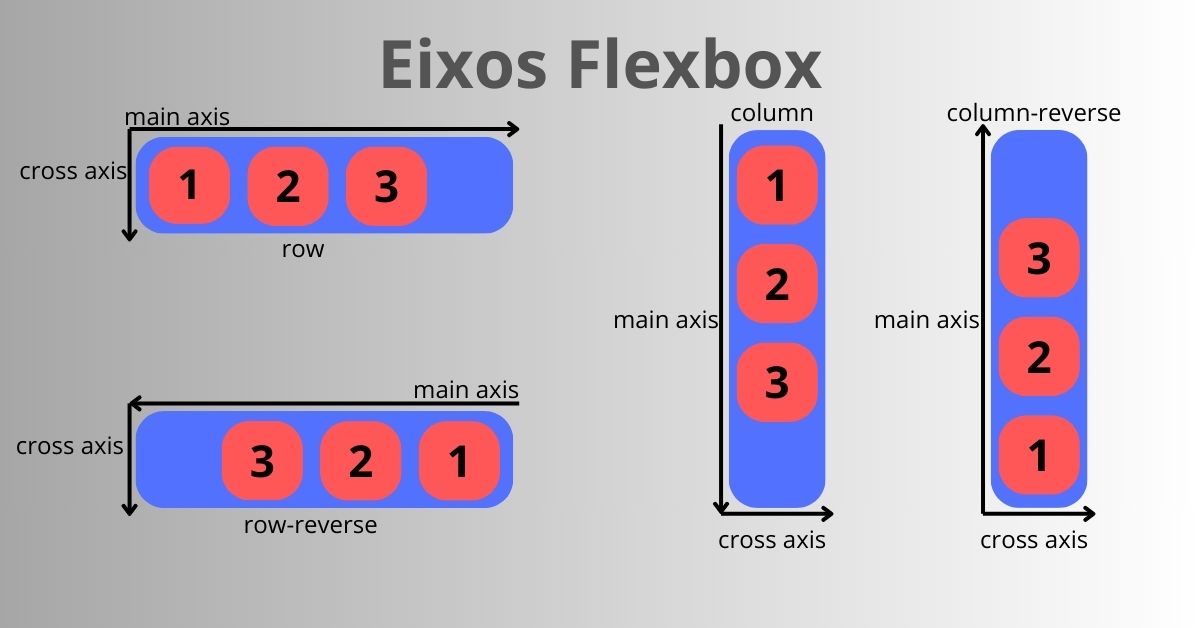 Eixos Flexbox
main axis
cross axis
1 2 3
row
main axis
cross axis
3 2 1
row-reverse
column
1
2
3
main axis
cross axis
column-reverse
3
2
1
main axis
cross axis